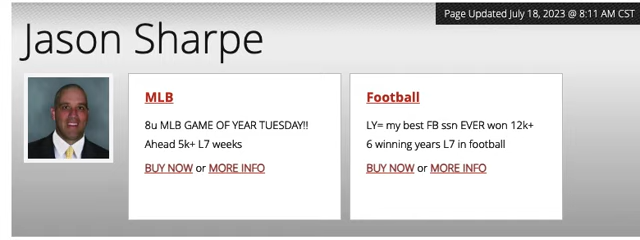 Page Updated July 18, 2023 @ 8:11 AM CST
Jason Sharpe
MLB
8u MLB GAME OF YEAR TUESDAY!!
Ahead 5k+ L7 weeks
BUY NOW or MORE INFO
Football
LY= my best FB ssn EVER won 12k+
6 winning years L7 in football
BUY NOW or MORE INFO